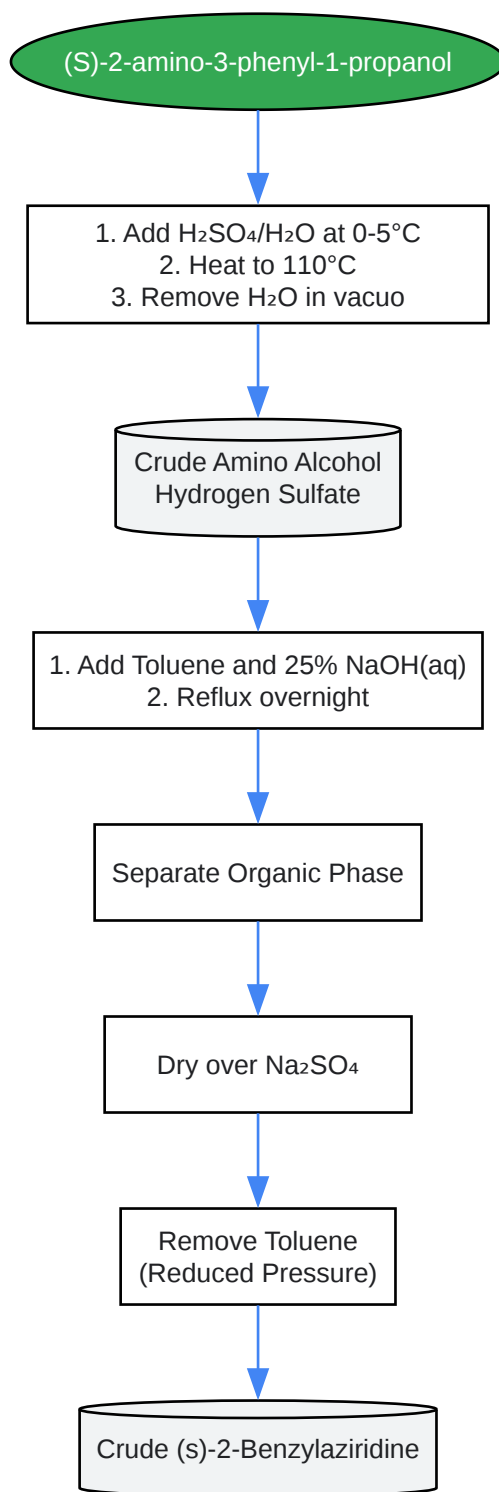 (S)-2-amino-3-phenyl-1-propanol
1. Add H₂SO₄/H₂O at 0-5°C
2. Heat to 110°C
3. Remove H₂O in vacuo
Crude Amino Alcohol
Hydrogen Sulfate
1. Add Toluene and 25% NaOH(aq)
2. Reflux overnight
Separate Organic Phase
Dry over Na₂SO₄
Remove Toluene
(Reduced Pressure)
Crude (s)-2-Benzylaziridine